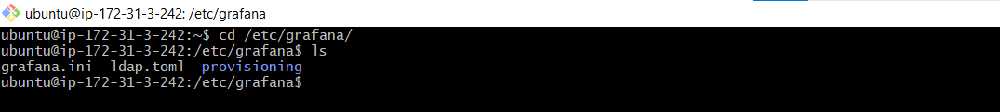 ubuntu@ip-172-31-3-242: /etc/grafana
ubuntu@ip-172-31-3-242:~$ cd /etc/grafana/
ubuntu@ip-172-31-3-242:/etc/grafana$ ls
grafana.ini  ldap.toml  provisioning
ubuntu@ip-172-31-3-242:/etc/grafana$